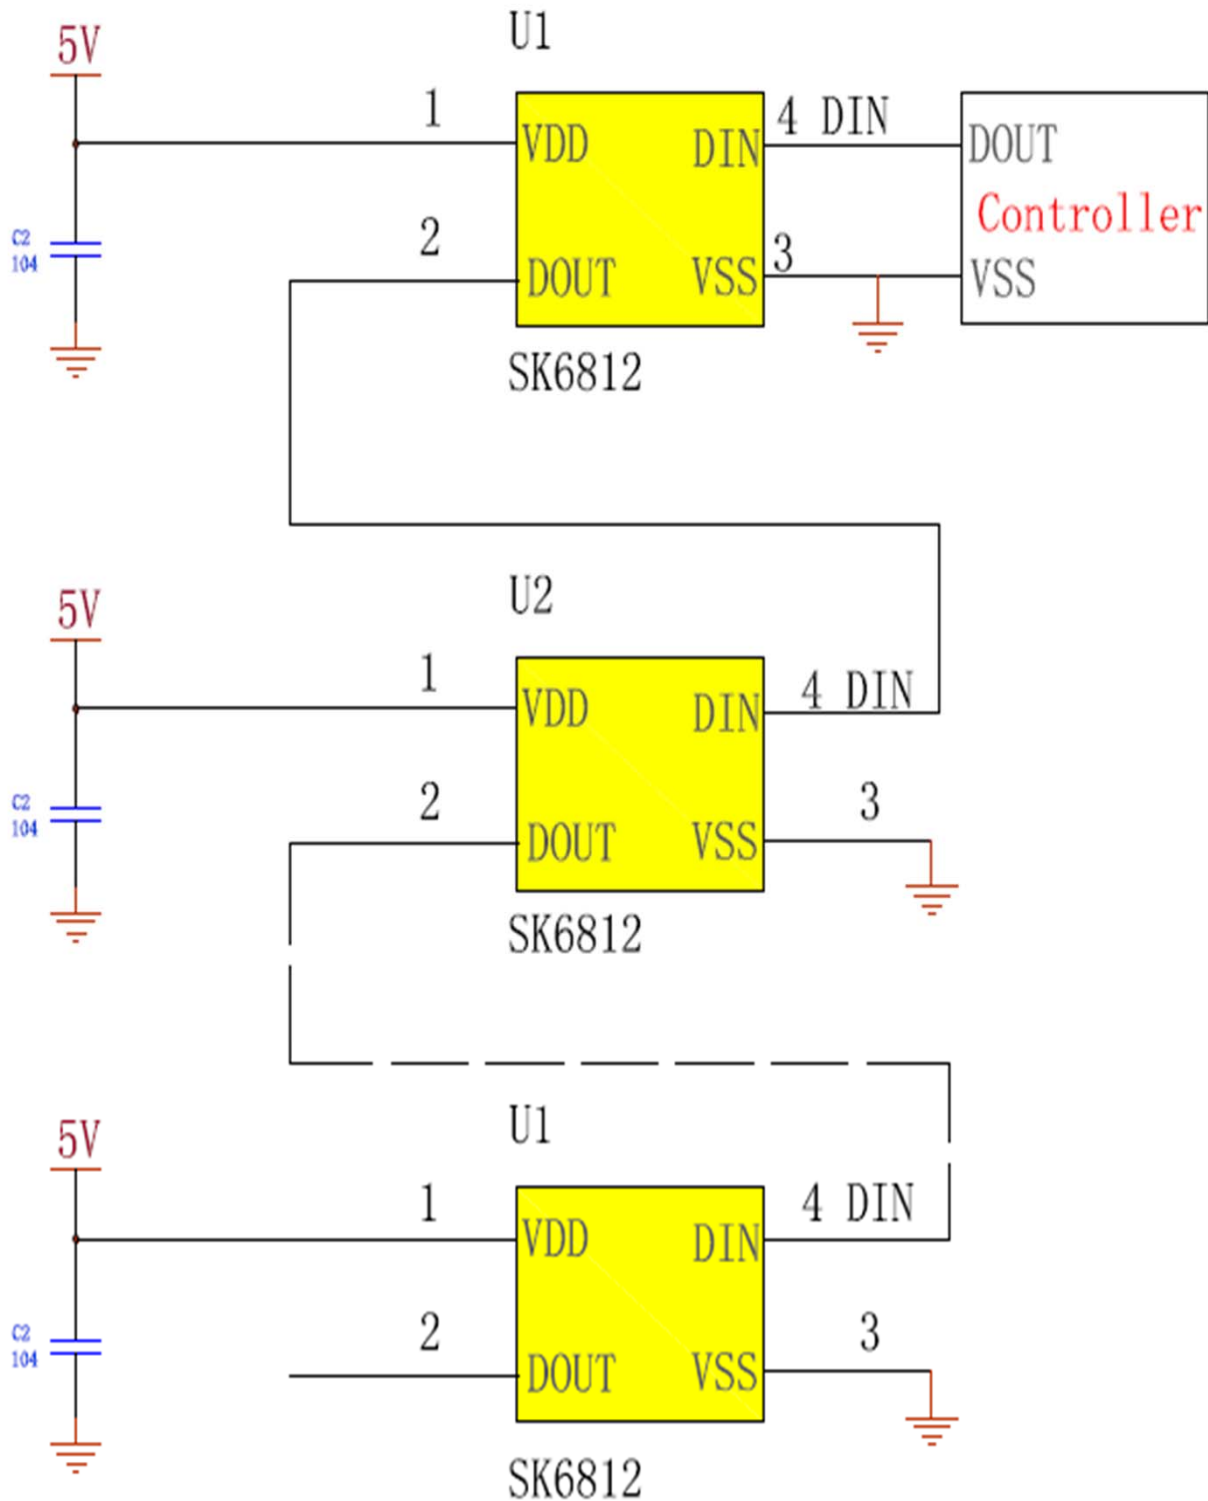 U1
5V
1
4 DIN
VDD
DIN
DOUT
Controller
2
3
C2
104
DOUT
VSS
VSS
SK6812
U2
5V
1
4 DIN
VDD
DIN
2
3
C2
104
DOUT
VSS
SK6812
U1
5V
1
4 DIN
VDD
DIN
2
3
C2
104
DOUT
VSS
SK6812